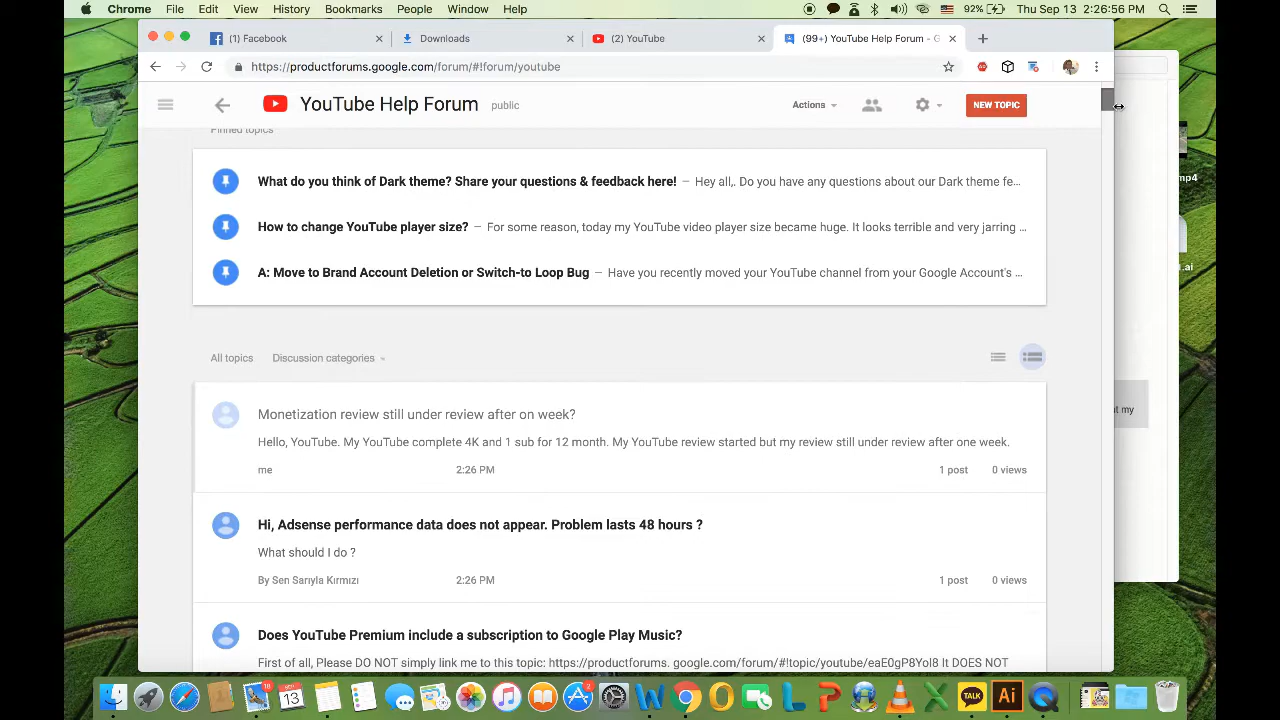 Chrome File Edit View History Bookmarks People Window Help 92% Thu Sep 13 2:26:56 PM
(1) Facebook Downloads (2) YouTube (99+) YouTube Help Forum - G
https://productforums.google.com/forum/youtube
YouTube Help Forum public Actions NEW TOPIC
Pinned topics
What do you think of Dark theme? Share your questions & feedback here! – Hey all,. Do you have any questions about our Dark theme fe...
mp4
How to change YouTube player size? – For some reason, today my YouTube video player size became huge. It looks terrible and very jarring ...
A: Move to Brand Account Deletion or Switch-to Loop Bug – Have you recently moved your YouTube channel from your Google Account's ...
.ai
All topics Discussion categories
Monetization review still under review after on week?
my
Hello, YouTube. My YouTube complete 4K and 1 sub for 12 month. My YouTube review started but my review still under review after one week.
me 2:26 PM 1 post 0 views
Hi, Adsense performance data does not appear. Problem lasts 48 hours ?
What should I do ?
By Sen Sarıyla Kırmızı 2:26 PM 1 post 0 views
Does YouTube Premium include a subscription to Google Play Music?
First of all, Please DO NOT simply link me to this topic: https://productforums. google.com/forum/#!topic/youtube/eaE0gP8Yol8 It DOES NOT
TALK Ai